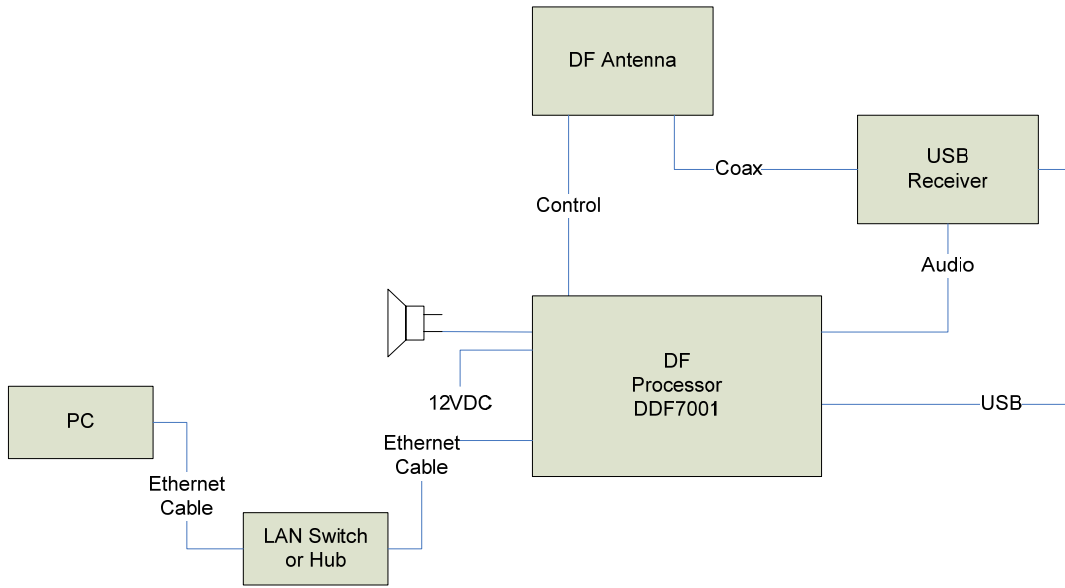 DF Antenna
USB
Receiver
Coax
Control
Audio
DF
Processor
DDF7001
12VDC
USB
PC
Ethernet
Cable
Ethernet
Cable
LAN Switch
or Hub